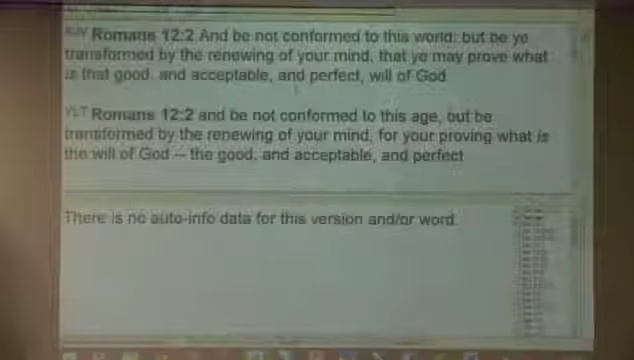 KJV Romans 12:2 And be not conformed to this world: but be ye
transformed by the renewing of your mind, that ye may prove what
is that good, and acceptable, and perfect, will of God
YLT Romans 12:2 and be not conformed to this age, but be
transformed by the renewing of your mind, for your proving what is
the will of God -- the good, and acceptable, and perfect
There is no auto-info data for this version and/or word.